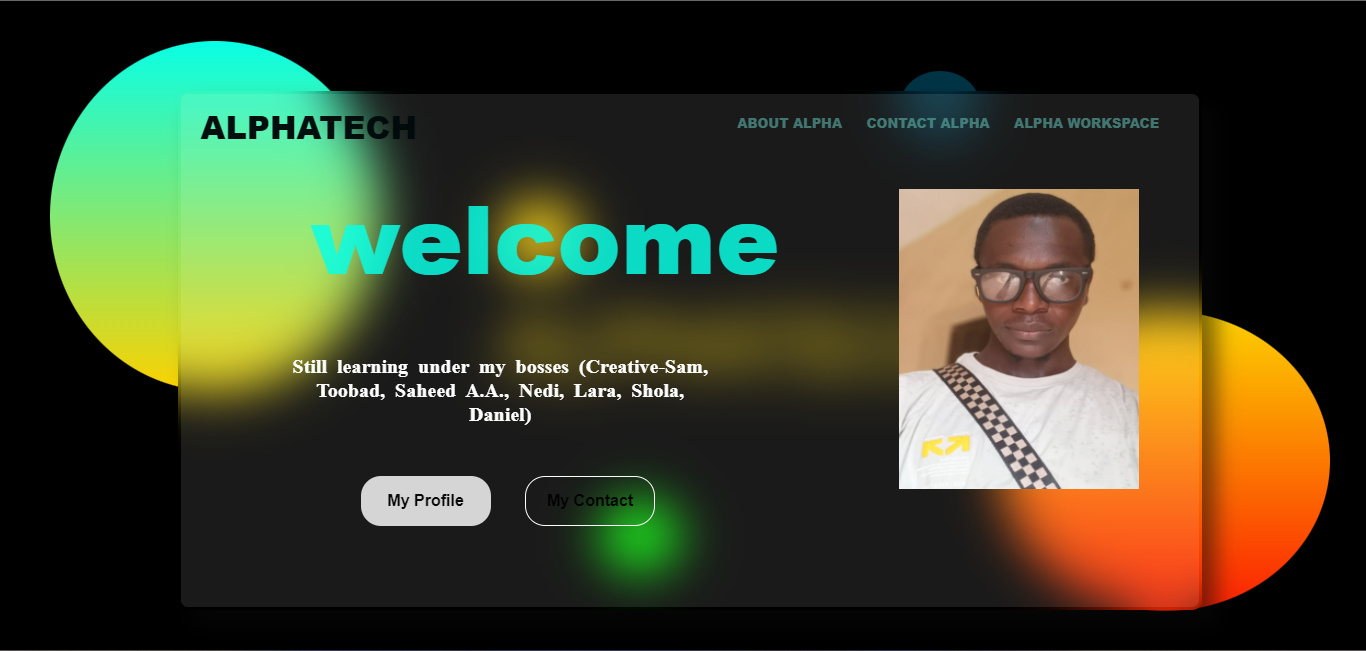 ALPHATECH
ABOUT ALPHA CONTACT ALPHA ALPHA WORKSPACE
welcome
Still learning under my bosses (Creative-Sam,
Toobad, Saheed A.A., Nedi, Lara, Shola,
Daniel)
My Profile My Contact